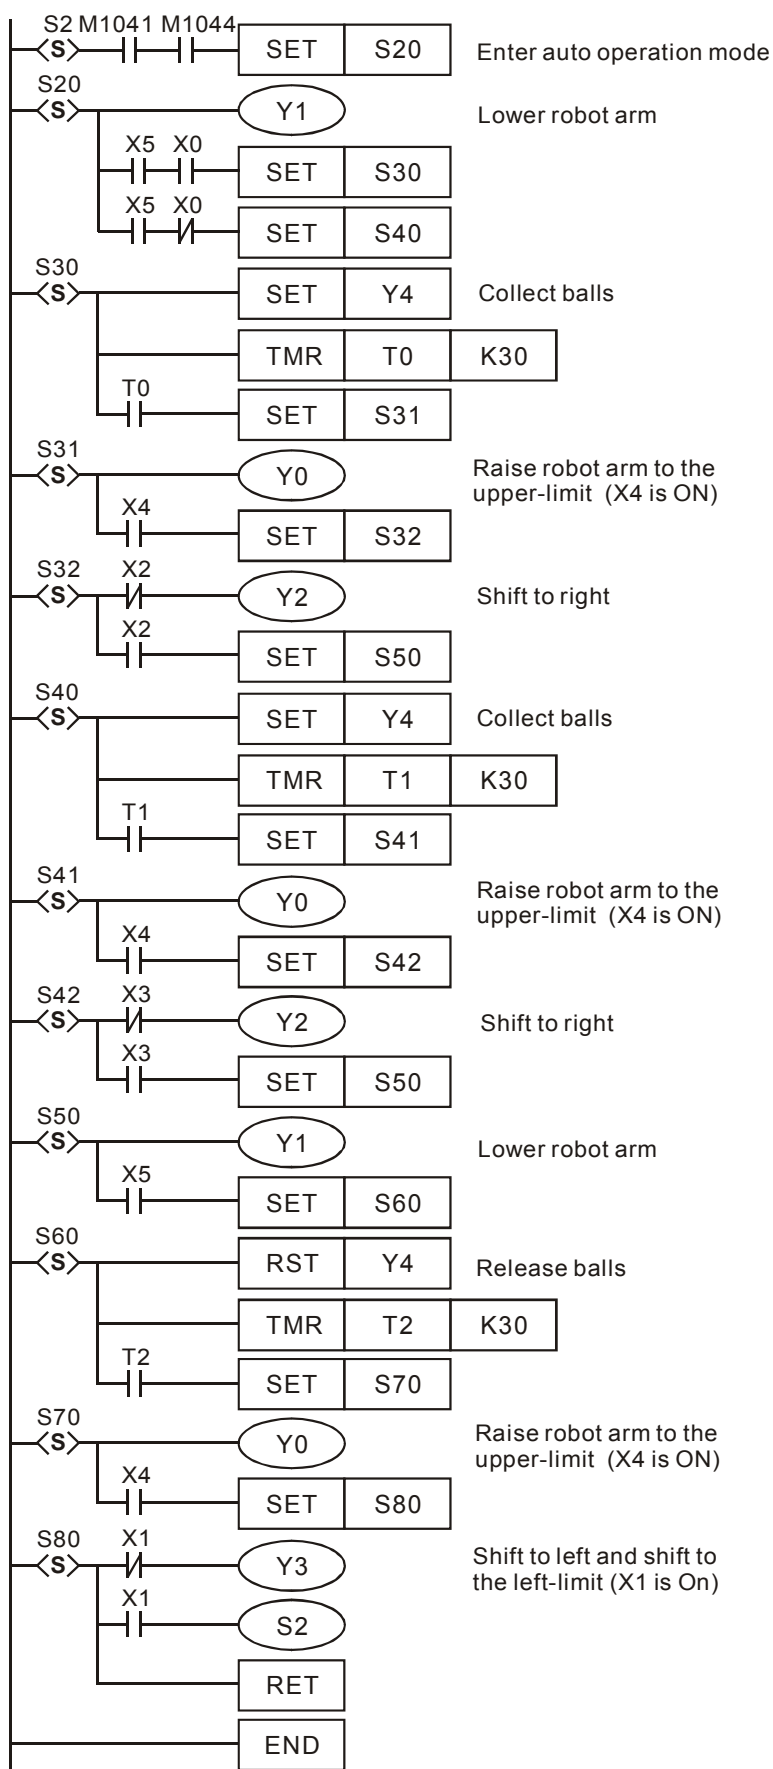 S2 M1041 M1044
S SET S20 Enter auto operation mode
S20
S Y1 Lower robot arm
X5 X0
SET S30
X5 X0
SET S40
S30
S SET Y4 Collect balls
TMR T0 K30
T0
SET S31
S31
S Y0 Raise robot arm to the
upper-limit (X4 is ON)
X4
SET S32
S32 X2
S Y2 Shift to right
X2
SET S50
S40
S SET Y4 Collect balls
TMR T1 K30
T1
SET S41
S41
S Y0 Raise robot arm to the
upper-limit (X4 is ON)
X4
SET S42
S42 X3
S Y2 Shift to right
X3
SET S50
S50
S Y1 Lower robot arm
X5
SET S60
S60
S RST Y4 Release balls
TMR T2 K30
T2
SET S70
S70
S Y0 Raise robot arm to the
upper-limit (X4 is ON)
X4
SET S80
S80 X1
S Y3 Shift to left and shift to
the left-limit (X1 is On)
X1
S2
RET
END